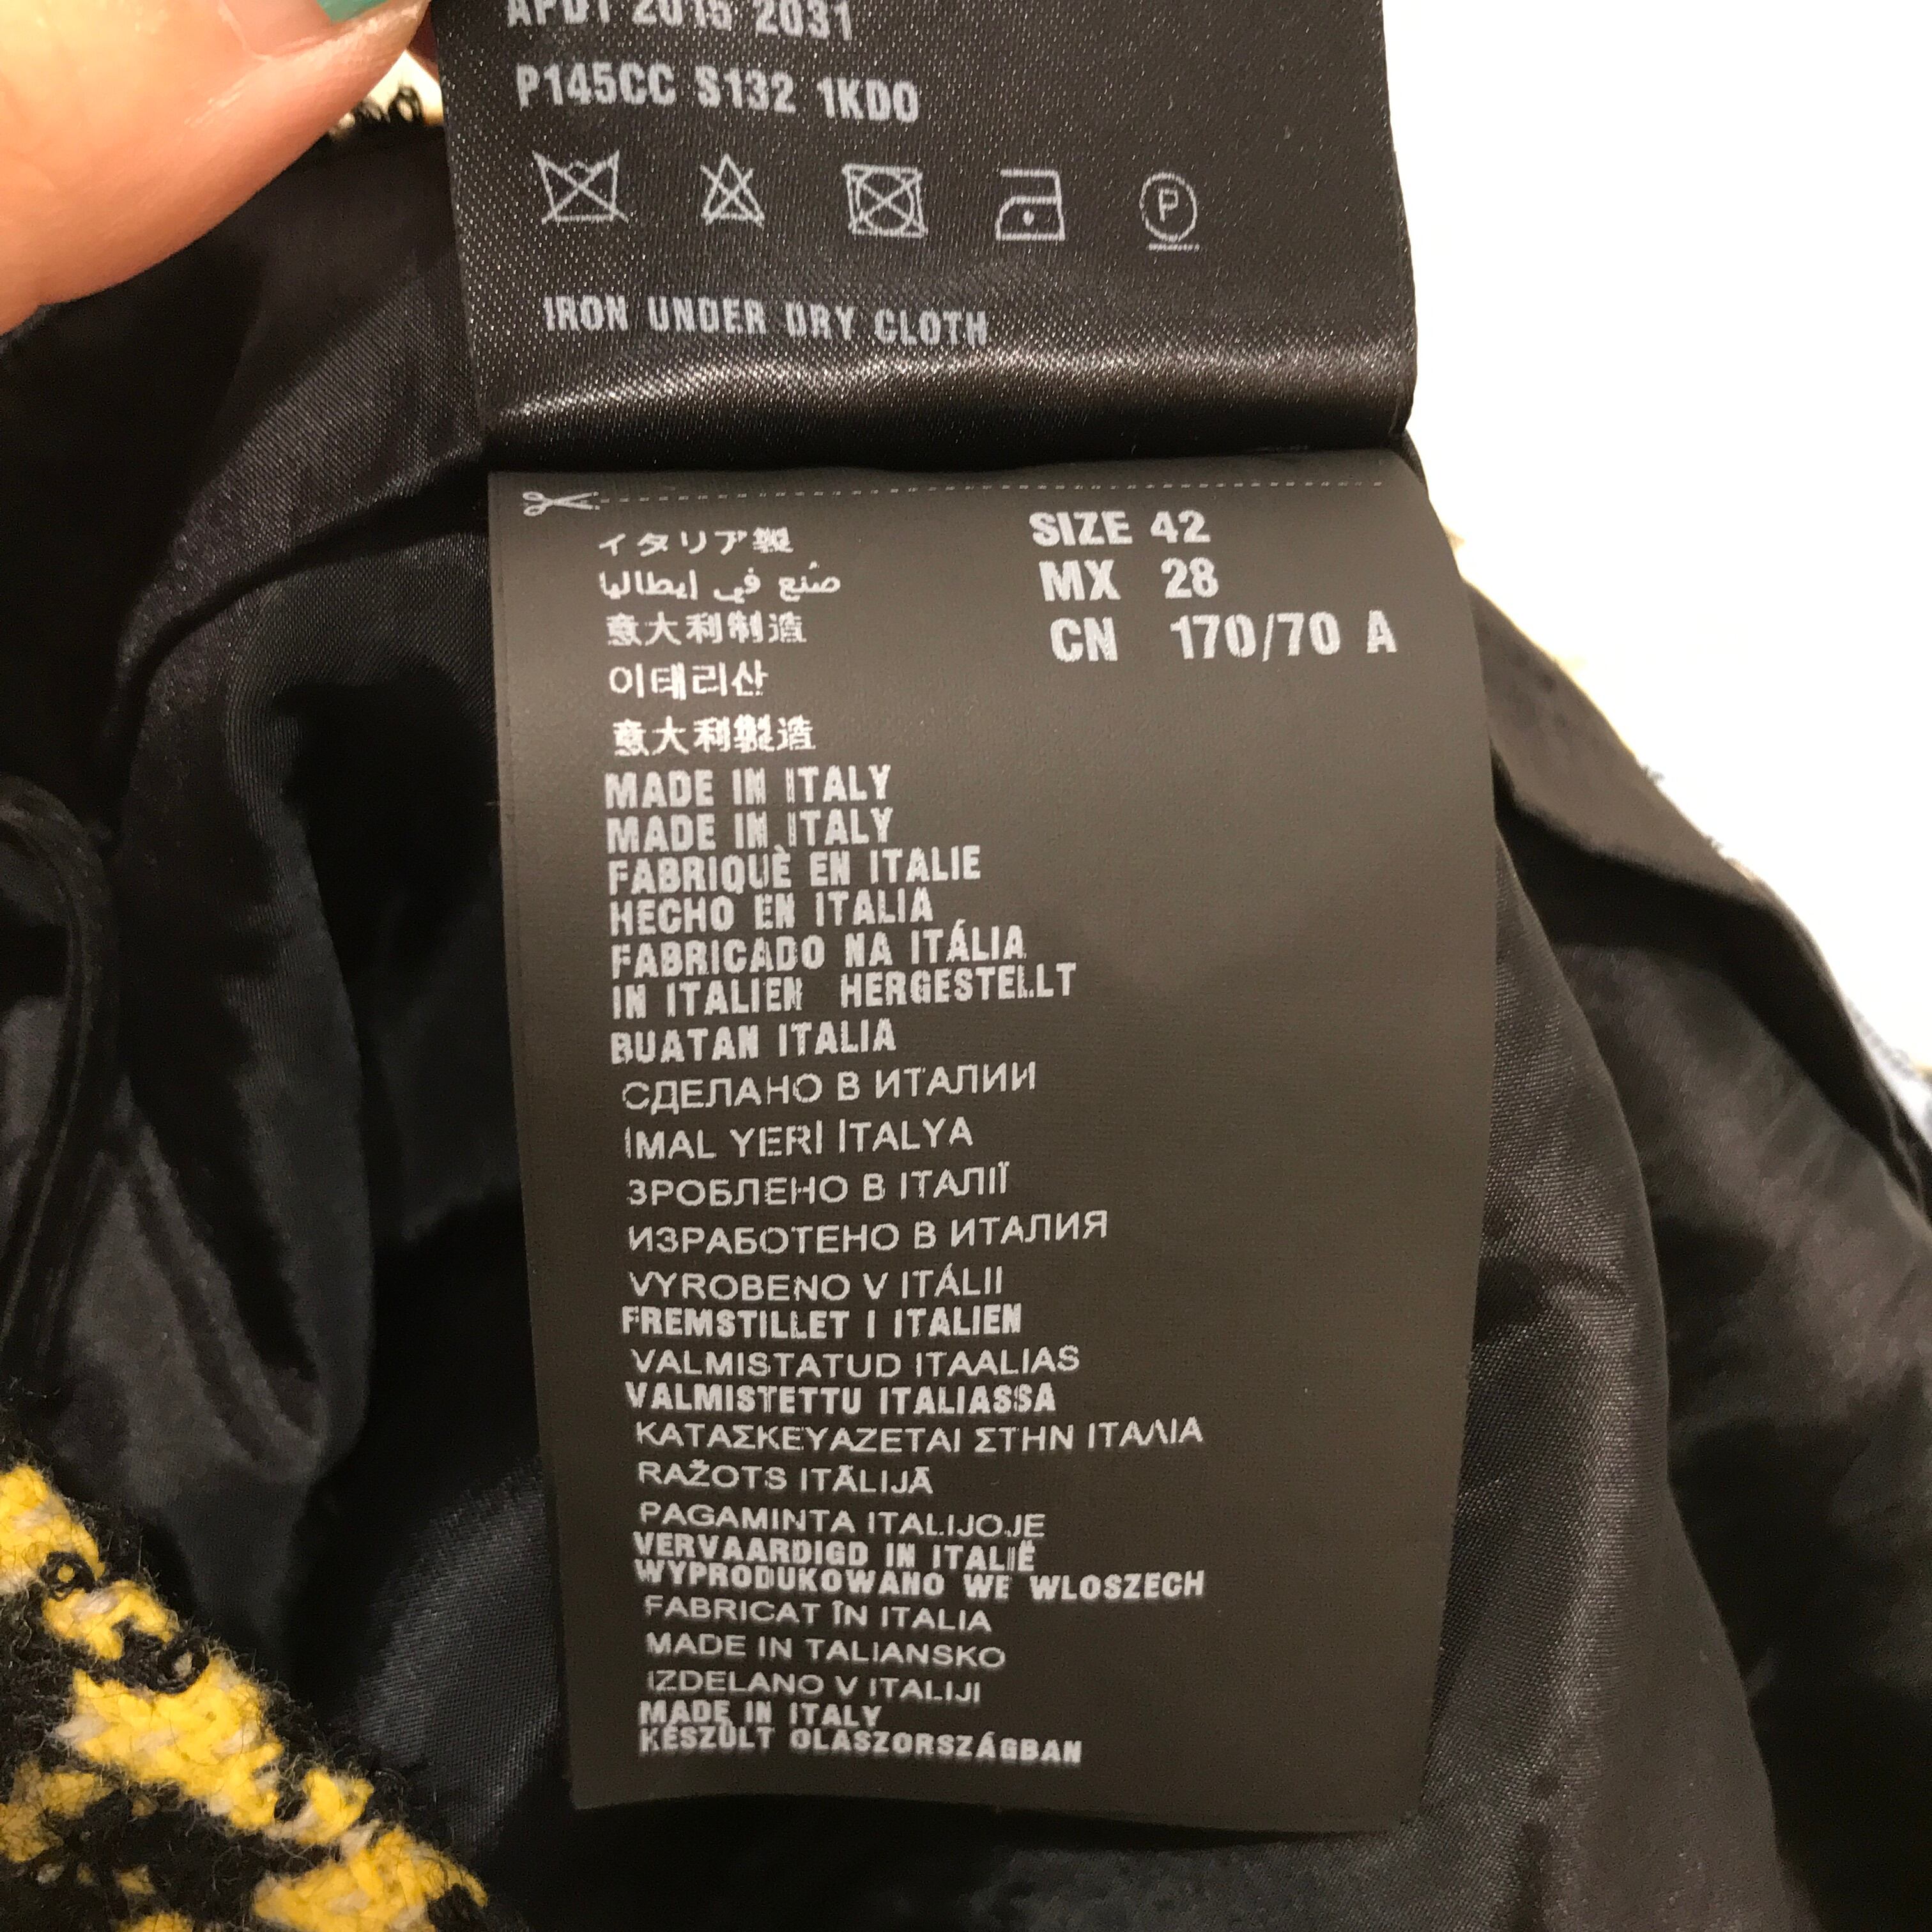 APD1 2015 2031
P145CC S132 1KDO
P
IRON UNDER DRY CLOTH
イタリア製
صُنع في إيطاليا
意大利制造
이태리산
意大利製造
SIZE 42
MX 28
CN 170/70 A
MADE IN ITALY
MADE IN ITALY
FABRIQUÈ EN ITALIE
HECHO EN ITALIA
FABRICADO NA ITÁLIA
IN ITALIEN HERGESTELLT
BUATAN ITALIA
СДЕЛАНО В ИТАЛИИ
İMAL YERİ İTALYA
ЗРОБЛЕНО В ІТАЛІЇ
ИЗРАБОТЕНО В ИТАЛИЯ
VYROBENO V ITÁLII
FREMSTILLET I ITALIEN
VALMISTATUD ITAALIAS
VALMISTETTU ITALIASSA
ΚΑΤΑΣΚΕΥΑΖΕΤΑΙ ΣΤΗΝ ΙΤΑΛΙΑ
RAŽOTS ITĀLIJĀ
PAGAMINTA ITALIJOJE
VERVAARDIGD IN ITALIË
WYPRODUKOWANO WE WLOSZECH
FABRICAT ÎN ITALIA
MADE IN TALIANSKO
IZDELANO V ITALIJI
MADE IN ITALY
KÉSZÜLT OLASZORSZÁGBAN